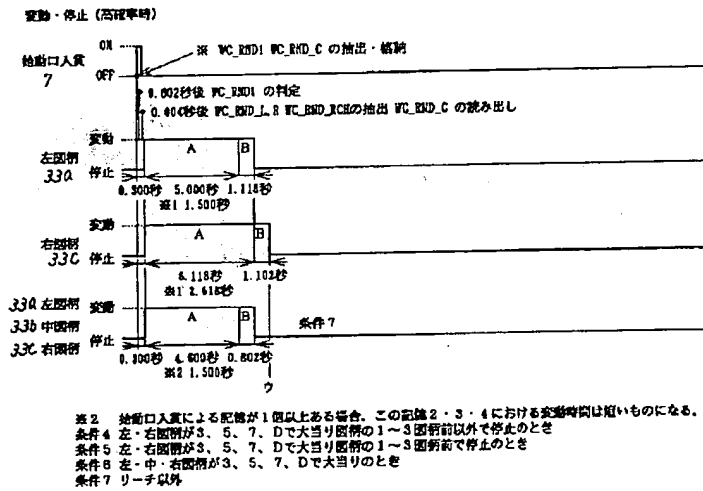 変動・停止（高確率時）
ON
始動口入賞
7
OFF
※ WC_RND1 WC_RND_Cの抽出・格納
0.002秒後 WC_RND1 の判定
0.004秒後 WC_RND_L,R WC_RND_RCHの抽出 WC_RND_C の読み出し
変動
左図柄
33a
停止
A
B
0.300秒 5.000秒 1.118秒
※1 1.500秒
変動
右図柄
33c
停止
A
B
6.118秒 1.102秒
※1 2.618秒
33a 左図柄
33b 中図柄
33c 右図柄
変動
停止
A
B
条件7
0.300秒 4.600秒 0.802秒
※2 1.500秒
ウ
※2 始動口入賞による記憶が1個以上ある場合、この記憶2・3・4における変動時間は短いものになる。
条件4 左・右図柄が3、5、7、Dで大当り図柄の1～3図柄前以外で停止のとき
条件5 左・右図柄が3、5、7、Dで大当り図柄の1～3図柄前で停止のとき
条件6 左・中・右図柄が3、5、7、Dで大当りのとき
条件7 リーチ以外